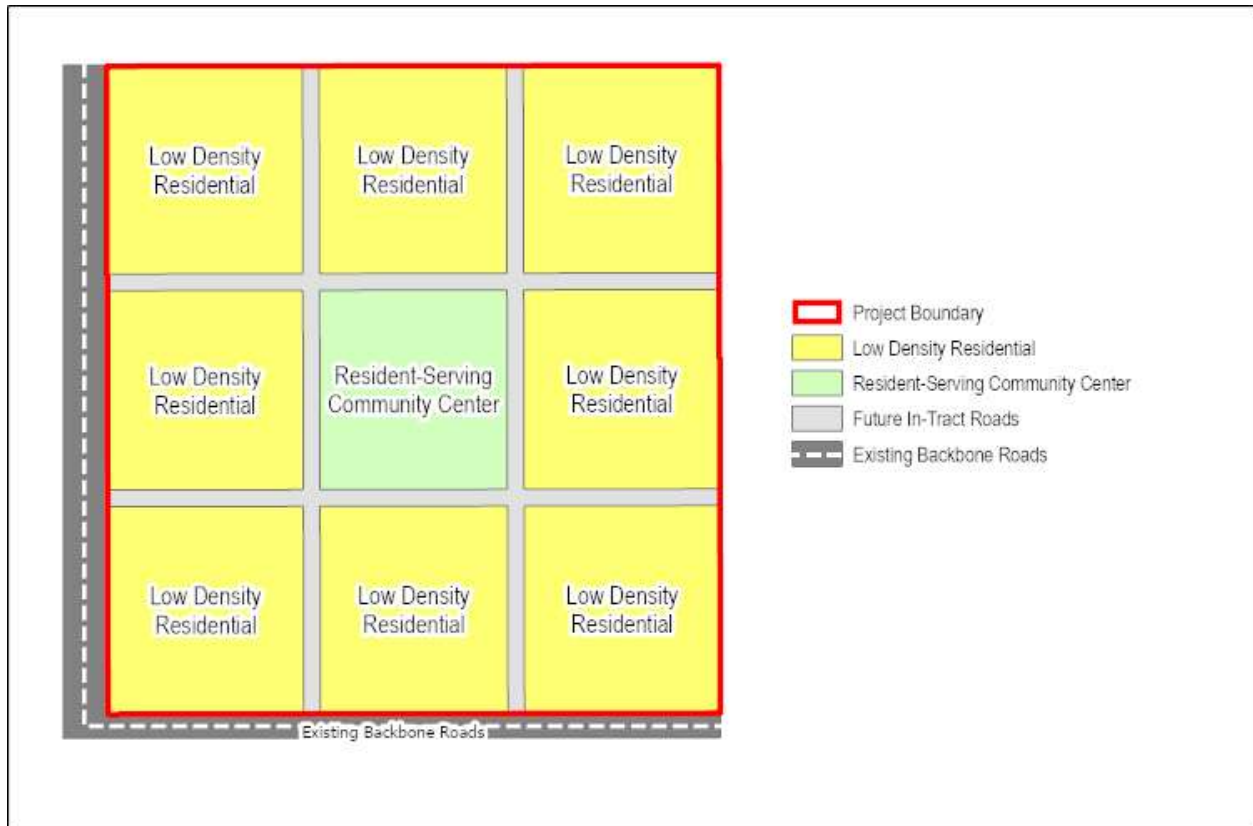 Low Density
Residential
Low Density
Residential
Low Density
Residential
Low Density
Residential
Resident-Serving
Community Center
Low Density
Residential
Low Density
Residential
Low Density
Residential
Low Density
Residential
Existing Backbone Roads
Project Boundary
Low Density Residential
Resident-Serving Community Center
Future In-Tract Roads
Existing Backbone Roads